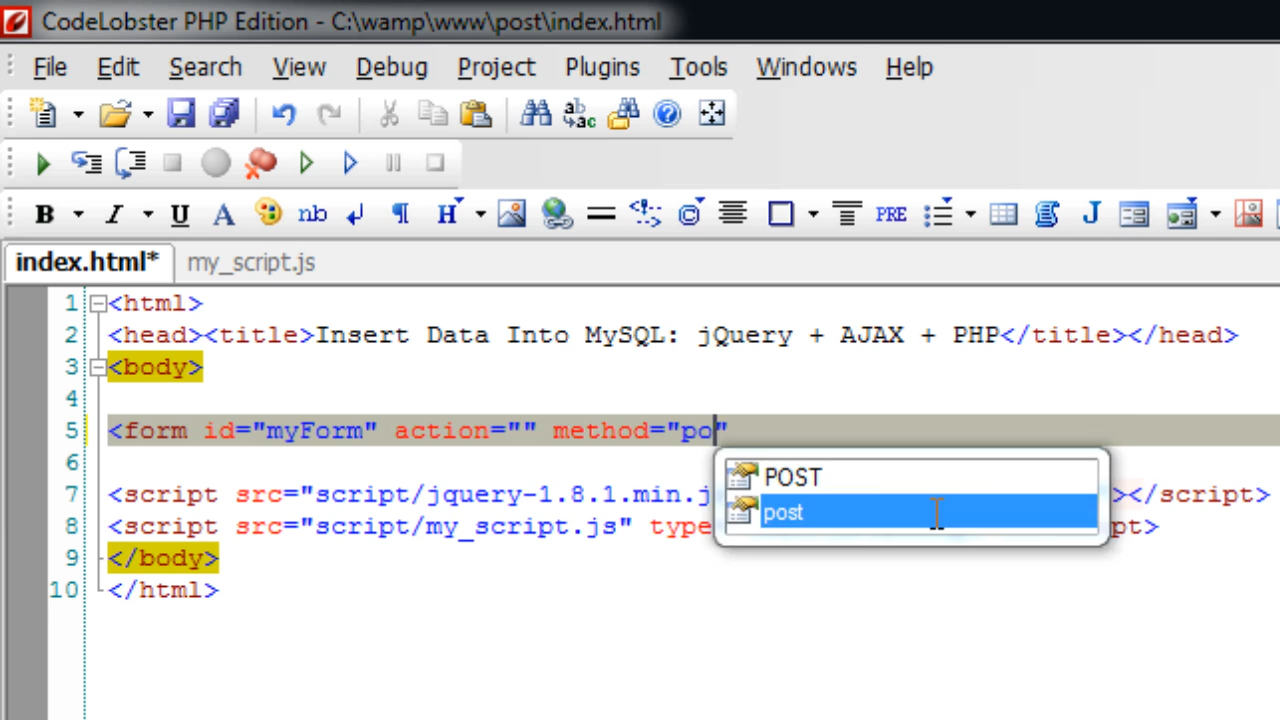 CodeLobster PHP Edition - C:\wamp\www\post\index.html
File Edit Search View Debug Project Plugins Tools Windows Help
B I U A nb H PRE J
index.html* my_script.js
1 <html>
2 <head><title>Insert Data Into MySQL: jQuery + AJAX + PHP</title></head>
3 <body>
4
5 <form id="myForm" action="" method="po"
6
POST
7 <script src="script/jquery-1.8.1.min.j ></script>
post
8 <script src="script/my_script.js" type pt>
9 </body>
10 </html>